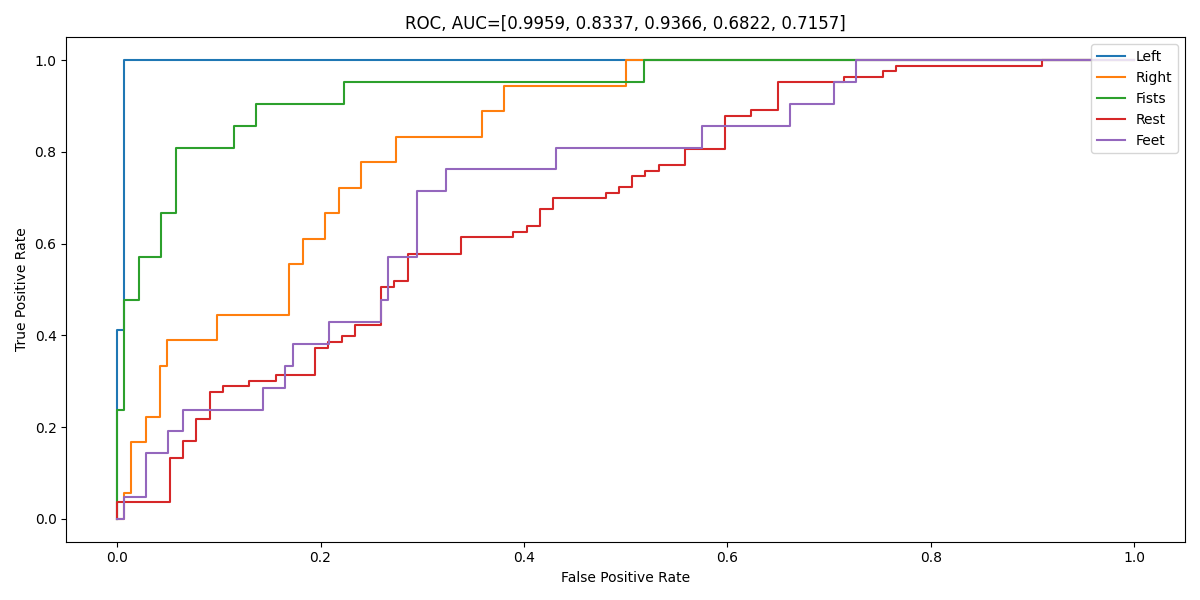 ROC, AUC=[0.9959, 0.8337, 0.9366, 0.6822, 0.7157]
True Positive Rate
1.0
0.8
0.6
0.4
0.2
0.0
Left
Right
Fists
Rest
Feet
0.0 0.2 0.4 0.6 0.8 1.0
False Positive Rate